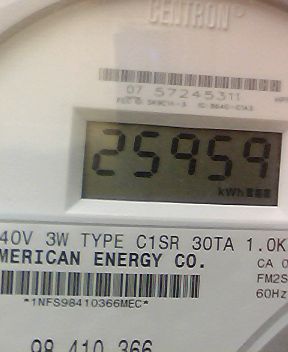 CENTRON®
07 57245311
25959
kWh
40V 3W TYPE C1SR 30TA 1.0K
MERICAN ENERGY CO.
CA 0
FM2S
*1NFS98410366MEC*
60Hz
98 410 366